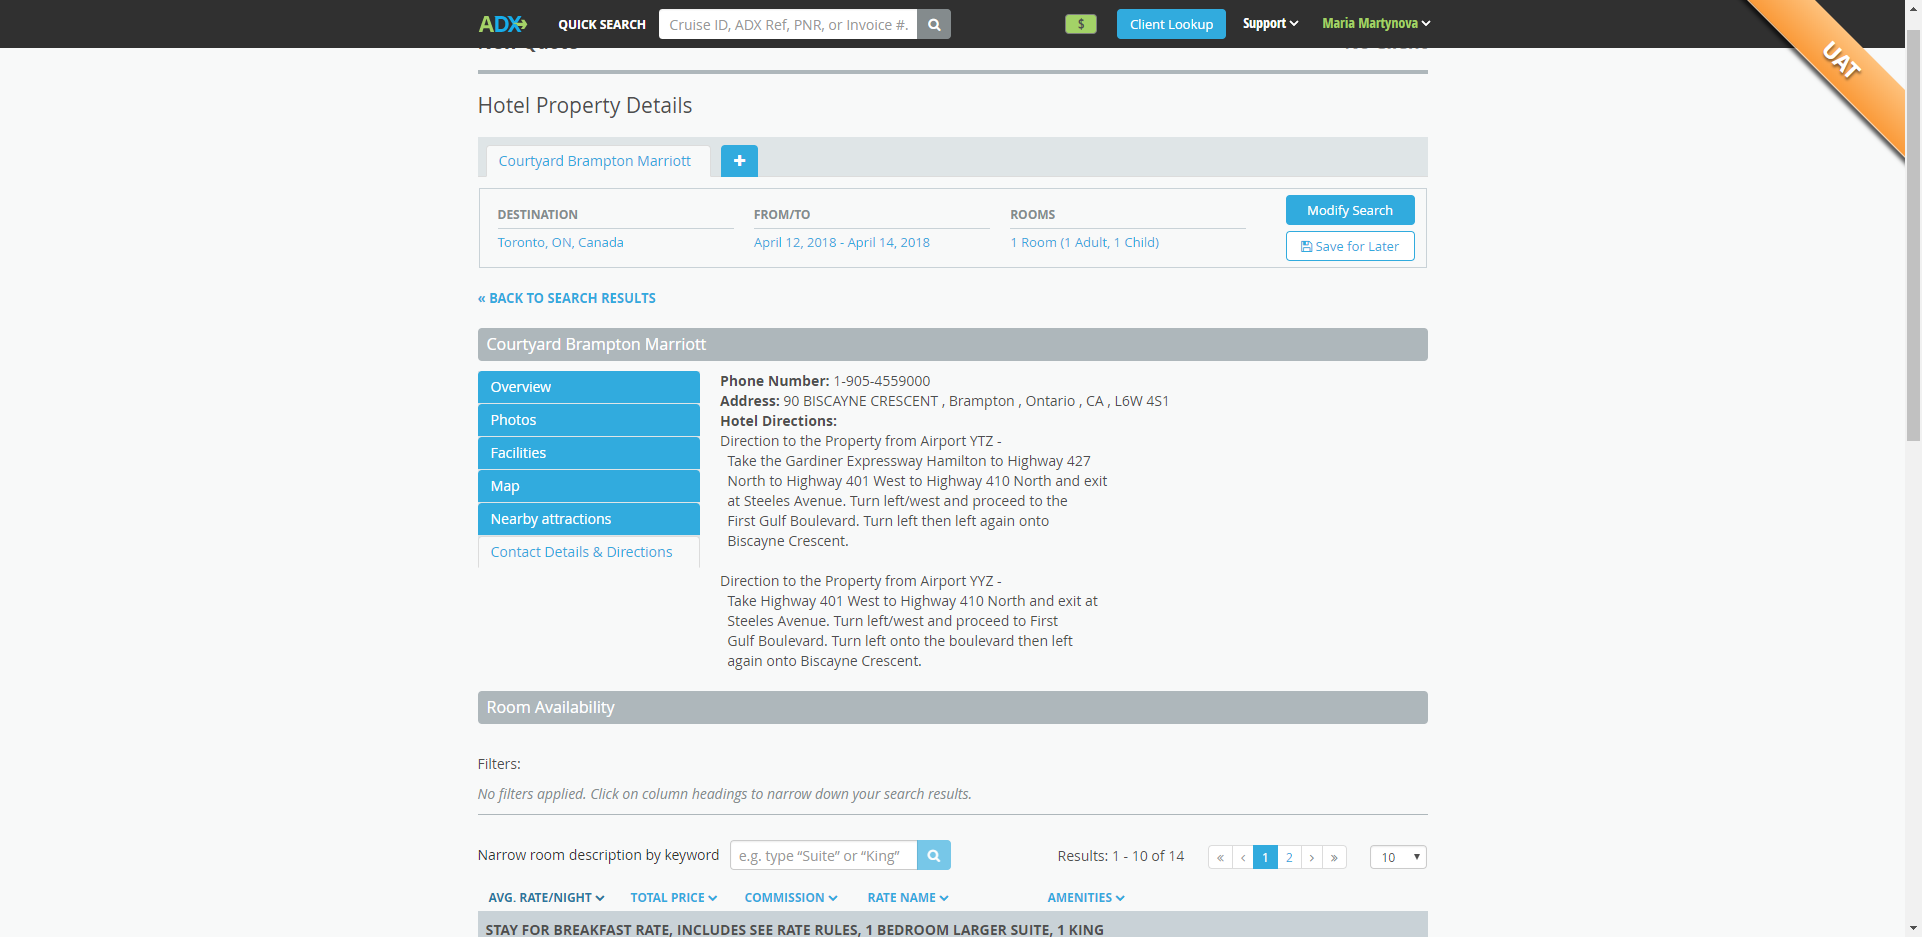 ADX QUICK SEARCH Cruise ID, ADX Ref, PNR, or Invoice #. $ Client Lookup Support Maria Martynova
UAT
Hotel Property Details
Courtyard Brampton Marriott +
DESTINATION FROM/TO ROOMS
Toronto, ON, Canada April 12, 2018 - April 14, 2018 1 Room (1 Adult, 1 Child)
Modify Search
Save for Later
« BACK TO SEARCH RESULTS
Courtyard Brampton Marriott
Overview
Photos
Facilities
Map
Nearby attractions
Contact Details & Directions
Phone Number: 1-905-4559000
Address: 90 BISCAYNE CRESCENT , Brampton , Ontario , CA , L6W 4S1
Hotel Directions:
Direction to the Property from Airport YTZ -
Take the Gardiner Expressway Hamilton to Highway 427
North to Highway 401 West to Highway 410 North and exit
at Steeles Avenue. Turn left/west and proceed to the
First Gulf Boulevard. Turn left then left again onto
Biscayne Crescent.
Direction to the Property from Airport YYZ -
Take Highway 401 West to Highway 410 North and exit at
Steeles Avenue. Turn left/west and proceed to First
Gulf Boulevard. Turn left onto the boulevard then left
again onto Biscayne Crescent.
Room Availability
Filters:
No filters applied. Click on column headings to narrow down your search results.
Narrow room description by keyword e.g. type “Suite” or “King” Results: 1 - 10 of 14 « ‹ 1 2 › » 10
AVG. RATE/NIGHT TOTAL PRICE COMMISSION RATE NAME AMENITIES
STAY FOR BREAKFAST RATE, INCLUDES SEE RATE RULES, 1 BEDROOM LARGER SUITE, 1 KING